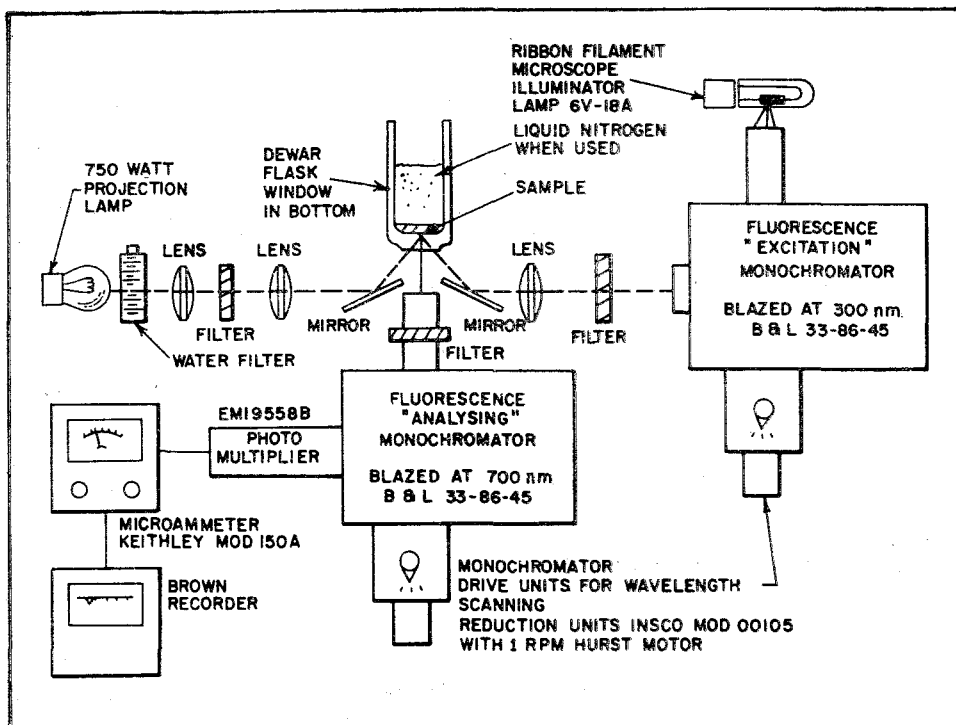 RIBBON FILAMENT
MICROSCOPE
ILLUMINATOR
LAMP 6V-18A
LIQUID NITROGEN
WHEN USED
SAMPLE
DEWAR
FLASK
WINDOW
IN BOTTOM
750 WATT
PROJECTION
LAMP
LENS
LENS
LENS
FILTER
WATER FILTER
MIRROR
MIRROR
FILTER
FILTER
FLUORESCENCE
"EXCITATION"
MONOCHROMATOR
BLAZED AT 300 nm.
B & L 33-86-45
FLUORESCENCE
"ANALYSING"
MONOCHROMATOR
BLAZED AT 700 nm
B & L 33-86-45
EMI9558B
PHOTO
MULTIPLIER
MICROAMMETER
KEITHLEY MOD 150A
BROWN
RECORDER
MONOCHROMATOR
DRIVE UNITS FOR WAVELENGTH
SCANNING
REDUCTION UNITS INSCO MOD 00105
WITH 1 RPM HURST MOTOR